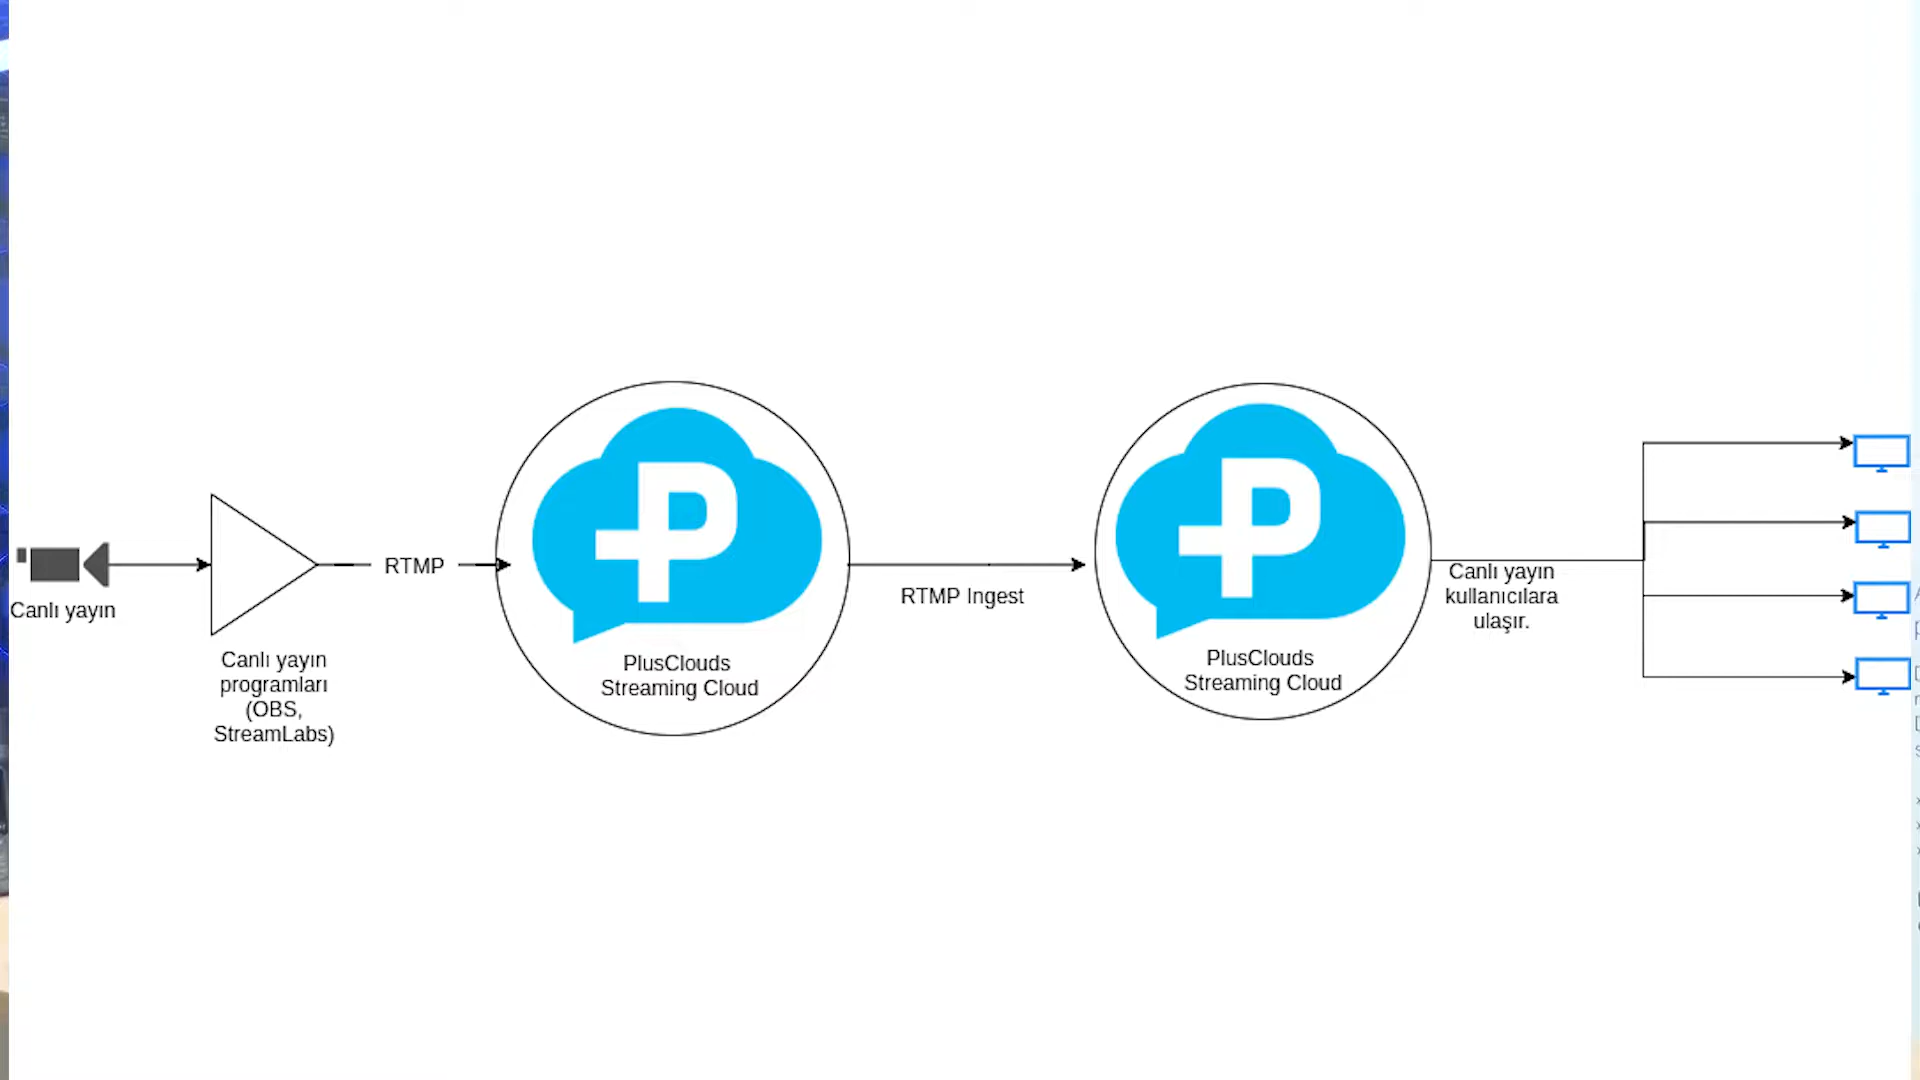 Canlı yayın
Canlı yayın
programları
(OBS,
StreamLabs)
RTMP
PlusClouds
Streaming Cloud
RTMP Ingest
PlusClouds
Streaming Cloud
Canlı yayın
kullanıcılara
ulaşır.